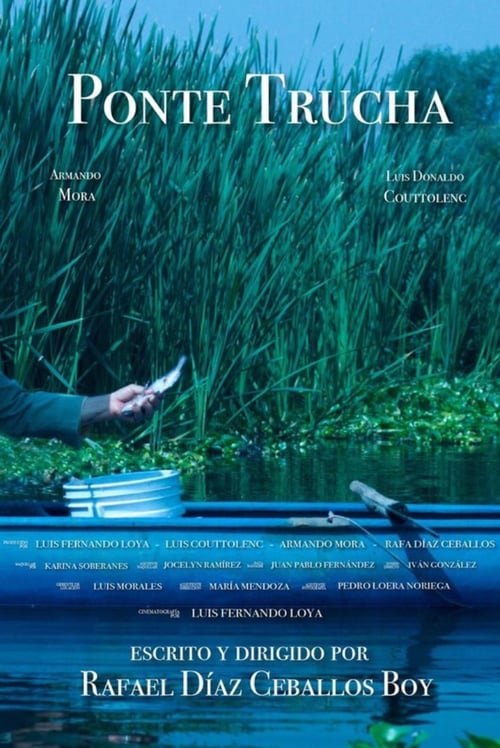 PONTE TRUCHA
ARMANDO
MORA
LUIS DONALDO
COUTTOLENC
LUIS FERNANDO LOYA - LUIS COUTTOLENC - ARMANDO MORA - RAFA DÍAZ CEBALLOS
KARINA SOBERANES JOCELYN RAMÍREZ JUAN PABLO FERNÁNDEZ IVÁN GONZÁLEZ
LUIS MORALES MARÍA MENDOZA PEDRO LOERA NORIEGA
CINEMATOGRAFÍA POR LUIS FERNANDO LOYA
ESCRITO Y DIRIGIDO POR
RAFAEL DÍAZ CEBALLOS BOY